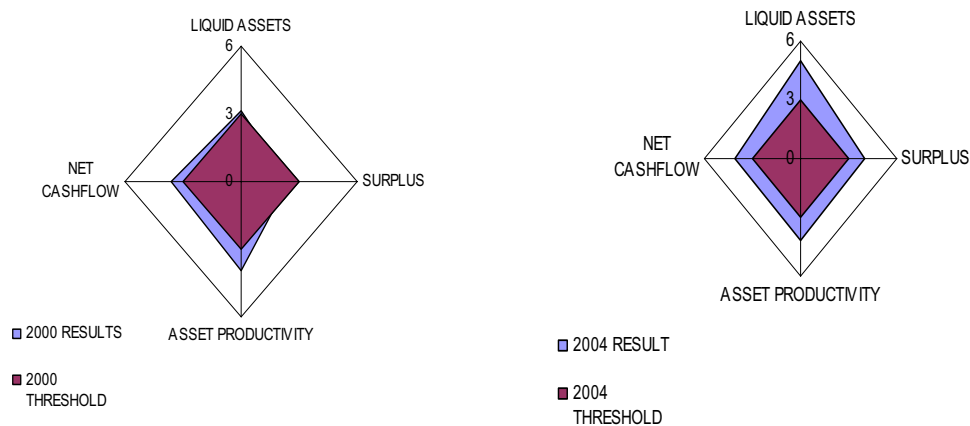 LIQUID ASSETS
6
3
0
NET
CASHFLOW
SURPLUS
ASSET PRODUCTIVITY
2000 RESULTS
2000
THRESHOLD
LIQUID ASSETS
6
3
0
NET
CASHFLOW
SURPLUS
ASSET PRODUCTIVITY
2004 RESULT
2004
THRESHOLD